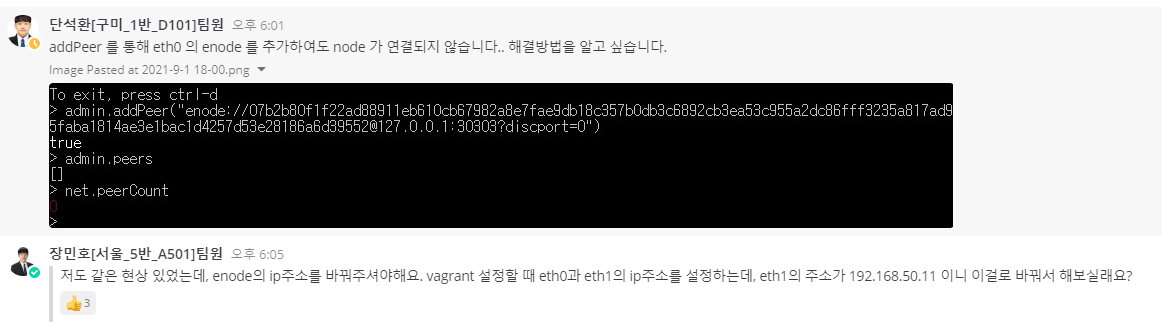 단석환[구미_1반_D101]팀원 오후 6:01
addPeer 를 통해 eth0 의 enode 를 추가하여도 node 가 연결되지 않습니다.. 해결방법을 알고 싶습니다.
Image Pasted at 2021-9-1 18-00.png
To exit, press ctrl-d
> admin.addPeer("enode://07b2b80f1f22ad88911eb610cb67982a8e7fae9db18c357b0db3c6892cb3ea53c955a2dc86fff3235a817ad9
5faba1814ae3e1bac1d4257d53e28186a6d39552@127.0.0.1:30303?discport=0")
true
> admin.peers
[]
> net.peerCount
0
>
장민호[서울_5반_A501]팀원 오후 6:05
저도 같은 현상 있었는데, enode의 ip주소를 바꿔주셔야해요. vagrant 설정할 때 eth0과 eth1의 ip주소를 설정하는데, eth1의 주소가 192.168.50.11 이니 이걸로 바꿔서 해보실래요?
3